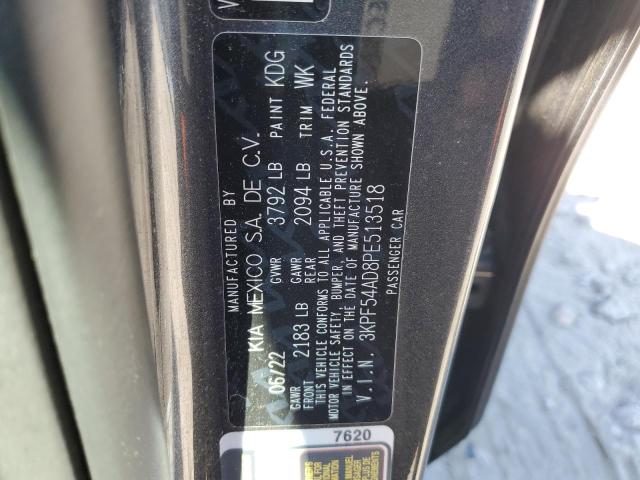 MANUFACTURED BY
KIA MEXICO S.A. DE C.V.
06/22 GVWR 3792 LB PAINT KDG
GAWR FRONT 2183 LB GAWR REAR 2094 LB TRIM WK
THIS VEHICLE CONFORMS TO ALL APPLICABLE U.S.A. FEDERAL
MOTOR VEHICLE SAFETY, BUMPER, AND THEFT PREVENTION STANDARDS
IN EFFECT ON THE DATE OF MANUFACTURE SHOWN ABOVE.
V.I.N. 3KPF54AD8PE513518
PASSENGER CAR
7620